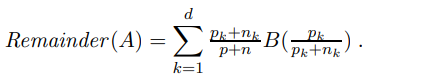 $Remainder(A) = \sum_{k=1}^{d} \frac{p_k+n_k}{p+n} B(\frac{p_k}{p_k+n_k})$ .